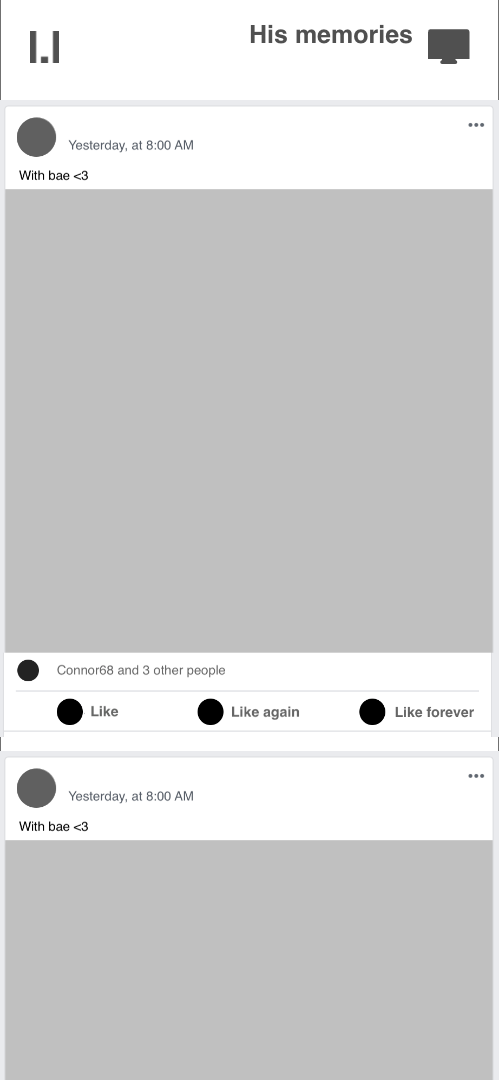 I.I
His memories
Yesterday, at 8:00 AM
With bae <3
Connor68 and 3 other people
Like
Like again
Like forever
Yesterday, at 8:00 AM
With bae <3